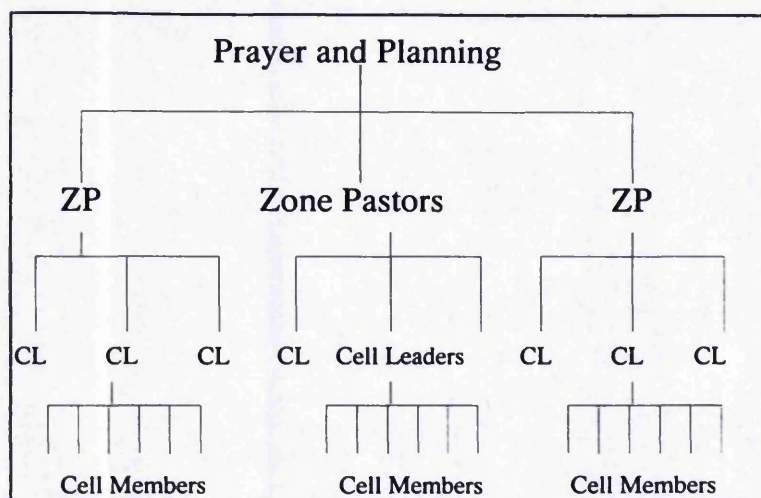 Prayer and Planning
ZP Zone Pastors ZP
CL CL CL CL Cell Leaders CL CL CL
Cell Members Cell Members Cell Members